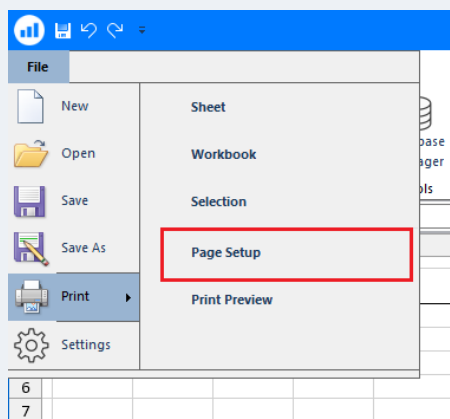 File
New
Sheet
Open
Workbook
Save
Selection
Save As
Page Setup
Print
Print Preview
Settings
6
7